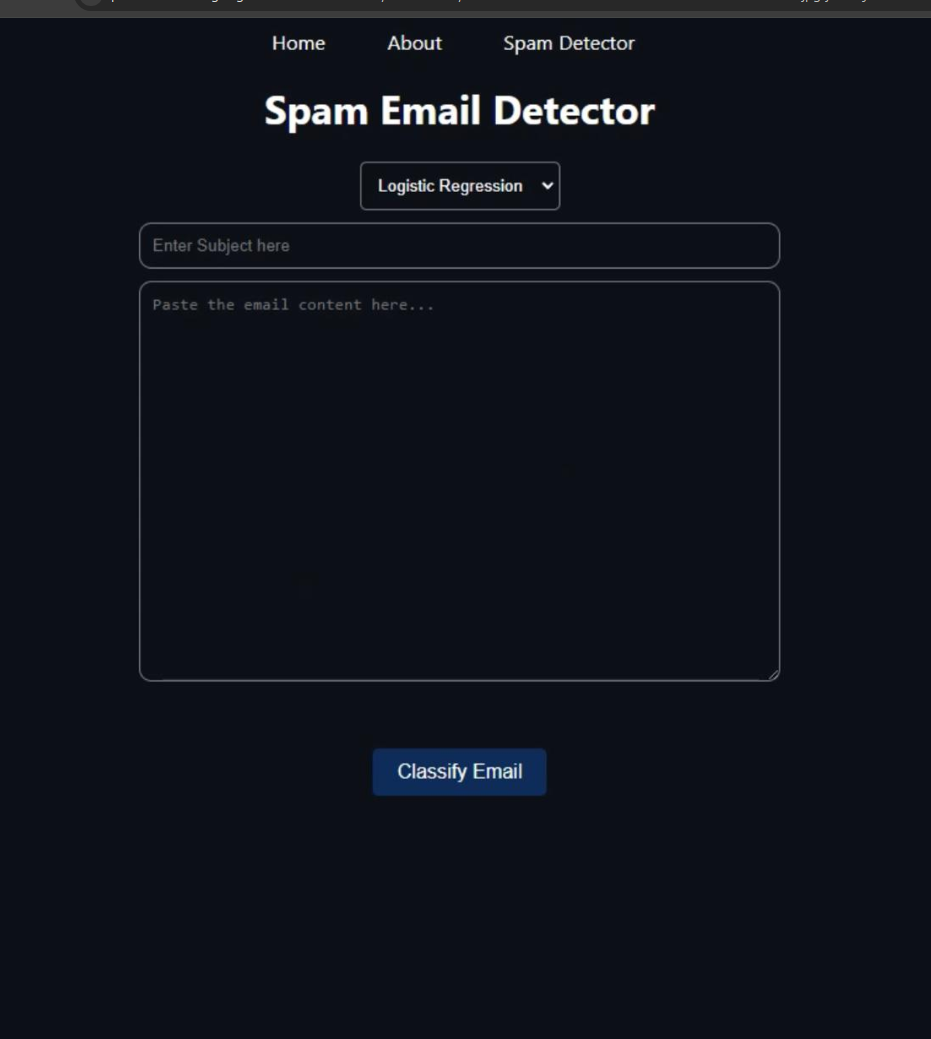 Home About Spam Detector
Spam Email Detector
Logistic Regression
Enter Subject here
Paste the email content here...
Classify Email